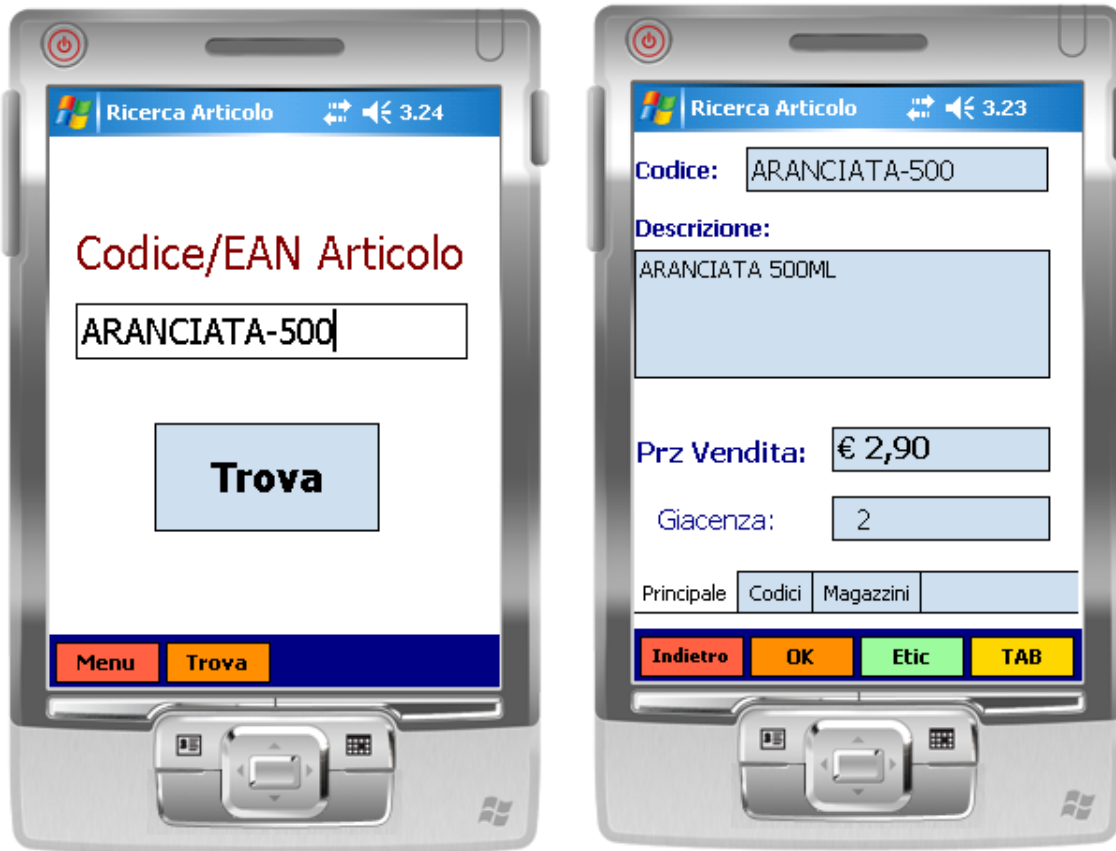 Ricerca Articolo 3.24
Codice/EAN Articolo
ARANCIATA-500
Trova
Menu Trova
Ricerca Articolo 3.23
Codice: ARANCIATA-500
Descrizione:
ARANCIATA 500ML
Prz Vendita: € 2,90
Giacenza: 2
Principale Codici Magazzini
Indietro OK Etic TAB